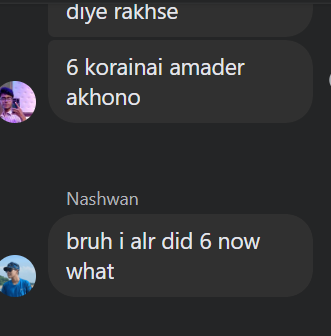 diye rakhse
6 korainai amader
akhono
Nashwan
bruh i alr did 6 now
what